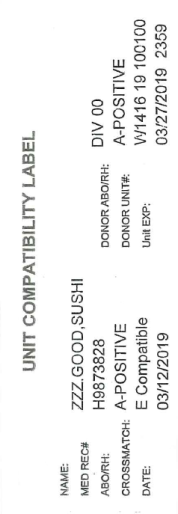 UNIT COMPATIBILITY LABEL
NAME: ZZZ.GOOD,SUSHI
MED REC# H9873828 DIV 00
ABO/RH: A-POSITIVE DONOR ABO/RH: A-POSITIVE
CROSSMATCH: E Compatible DONOR UNIT#: W1416 19 100100
DATE: 03/12/2019 Unit EXP: 03/27/2019 2359